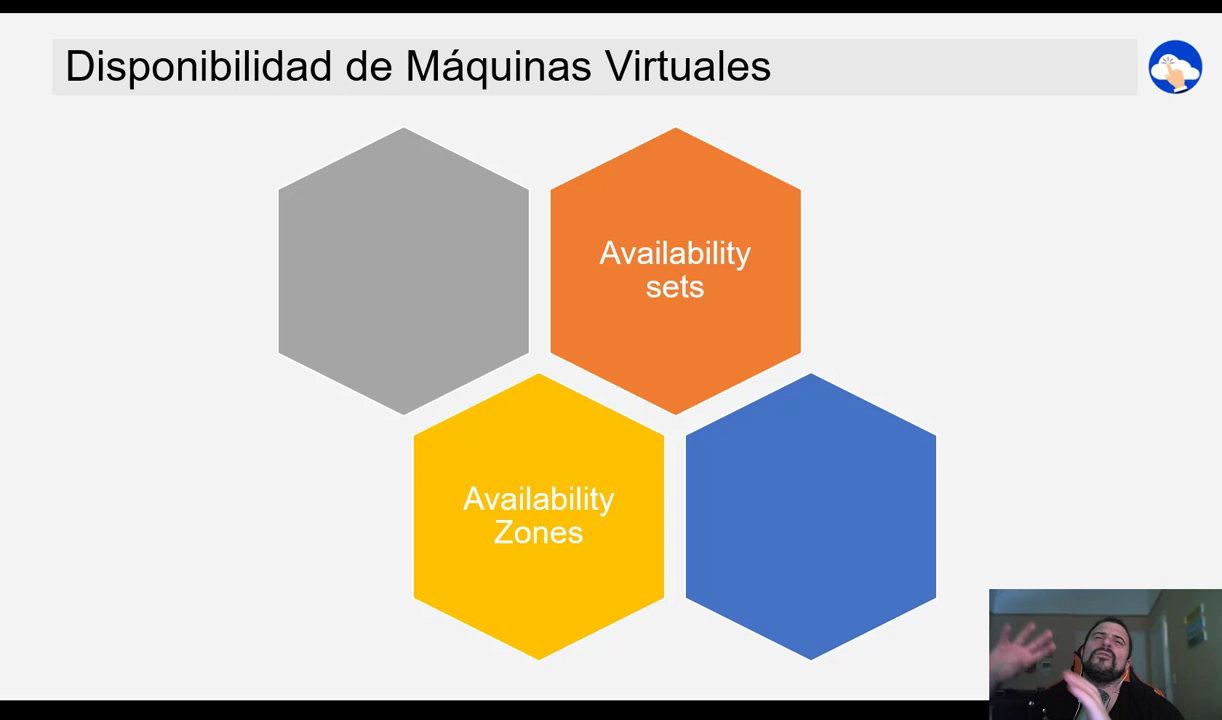 Disponibilidad de Máquinas Virtuales
Availability
sets
Availability
Zones